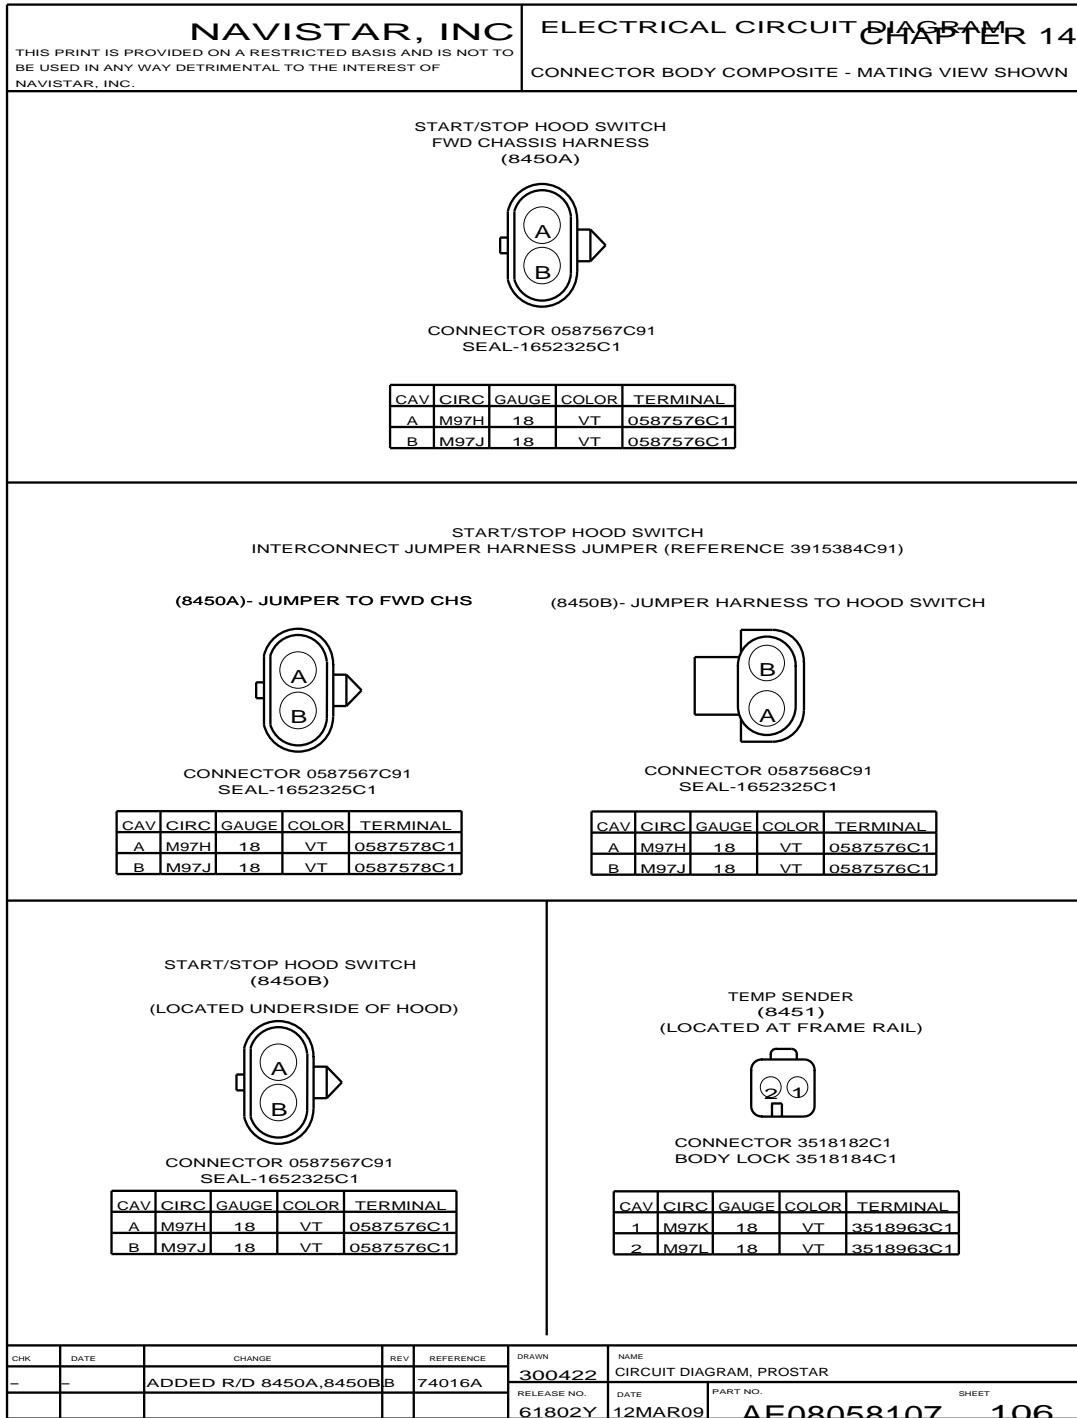 NAVISTAR, INC
THIS PRINT IS PROVIDED ON A RESTRICTED BASIS AND IS NOT TO
BE USED IN ANY WAY DETRIMENTAL TO THE INTEREST OF
NAVISTAR, INC.
ELECTRICAL CIRCUIT DIAGRAM
CHAPTER 14
CONNECTOR BODY COMPOSITE - MATING VIEW SHOWN
START/STOP HOOD SWITCH
FWD CHASSIS HARNESS
(8450A)
A
B
CONNECTOR 0587567C91
SEAL-1652325C1
CAV CIRC GAUGE COLOR TERMINAL
A M97H 18 VT 0587576C1
B M97J 18 VT 0587576C1
START/STOP HOOD SWITCH
INTERCONNECT JUMPER HARNESS JUMPER (REFERENCE 3915384C91)
(8450A)- JUMPER TO FWD CHS
A
B
CONNECTOR 0587567C91
SEAL-1652325C1
CAV CIRC GAUGE COLOR TERMINAL
A M97H 18 VT 0587578C1
B M97J 18 VT 0587578C1
(8450B)- JUMPER HARNESS TO HOOD SWITCH
B
A
CONNECTOR 0587568C91
SEAL-1652325C1
CAV CIRC GAUGE COLOR TERMINAL
A M97H 18 VT 0587576C1
B M97J 18 VT 0587576C1
START/STOP HOOD SWITCH
(8450B)
(LOCATED UNDERSIDE OF HOOD)
A
B
CONNECTOR 0587567C91
SEAL-1652325C1
CAV CIRC GAUGE COLOR TERMINAL
A M97H 18 VT 0587576C1
B M97J 18 VT 0587576C1
TEMP SENDER
(8451)
(LOCATED AT FRAME RAIL)
2 1
CONNECTOR 3518182C1
BODY LOCK 3518184C1
CAV CIRC GAUGE COLOR TERMINAL
1 M97K 18 VT 3518963C1
2 M97L 18 VT 3518963C1
CHK DATE CHANGE REV REFERENCE
– – ADDED R/D 8450A,8450B B 74016A
DRAWN
300422
NAME
CIRCUIT DIAGRAM, PROSTAR
RELEASE NO.
61802Y
DATE
12MAR09
PART NO.
AE08058107
SHEET
106